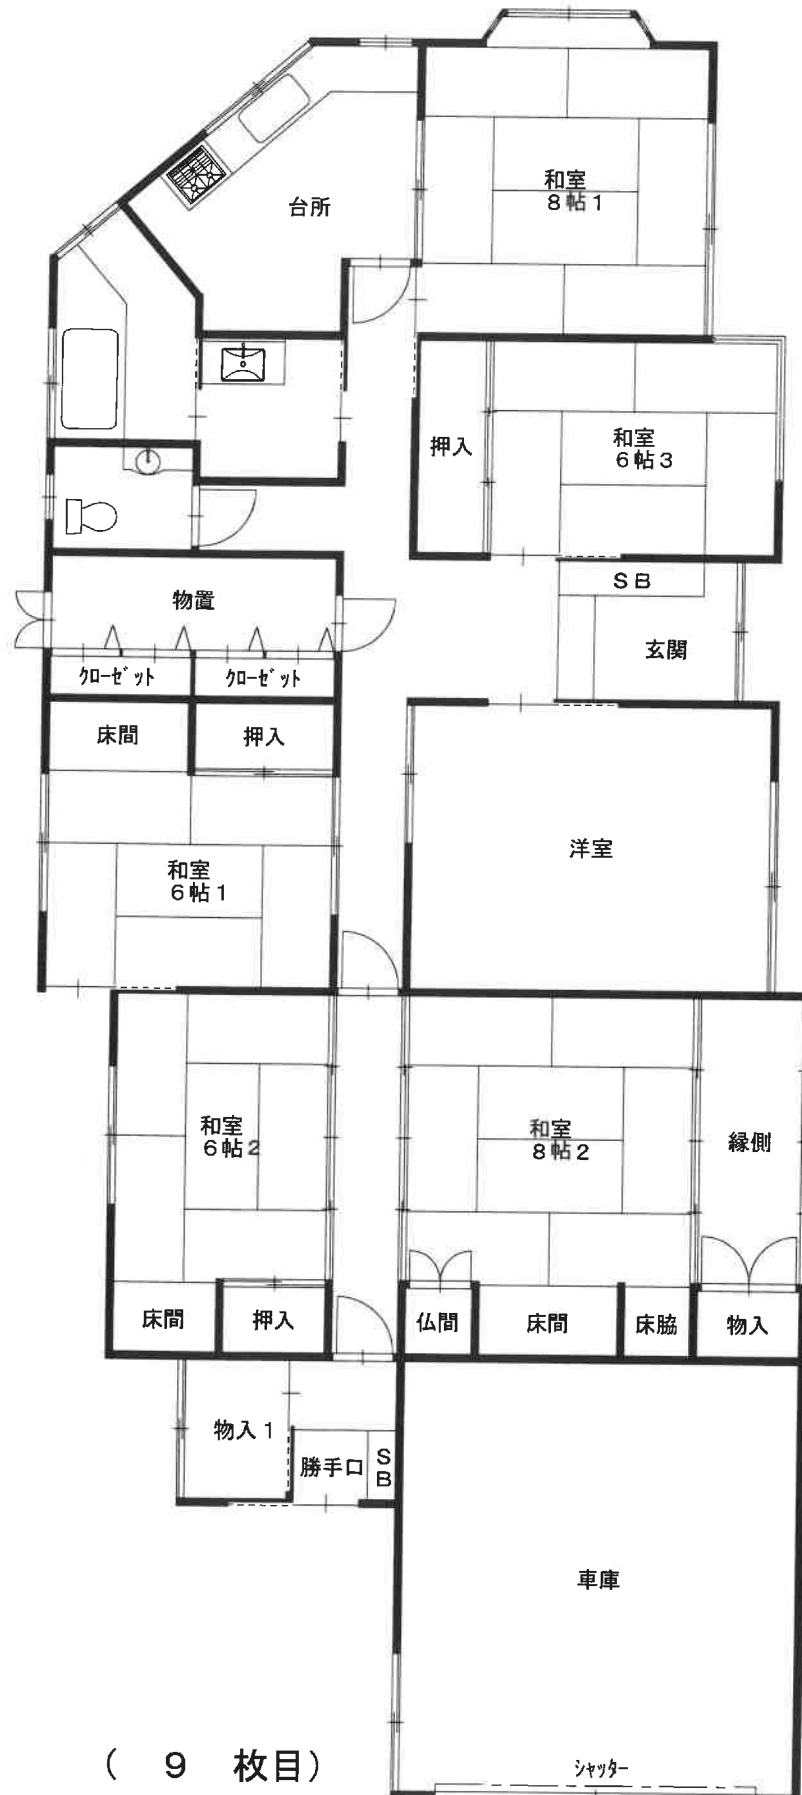 和室
8帖1
台所
和室
6帖3
押入
SB
物置
玄関
クローゼット
クローゼット
床間
押入
洋室
和室
6帖1
和室
6帖2
和室
8帖2
縁側
床間
押入
仏間
床間
床脇
物入
物入1
勝手口
SB
車庫
シャッター
( 9 枚目)